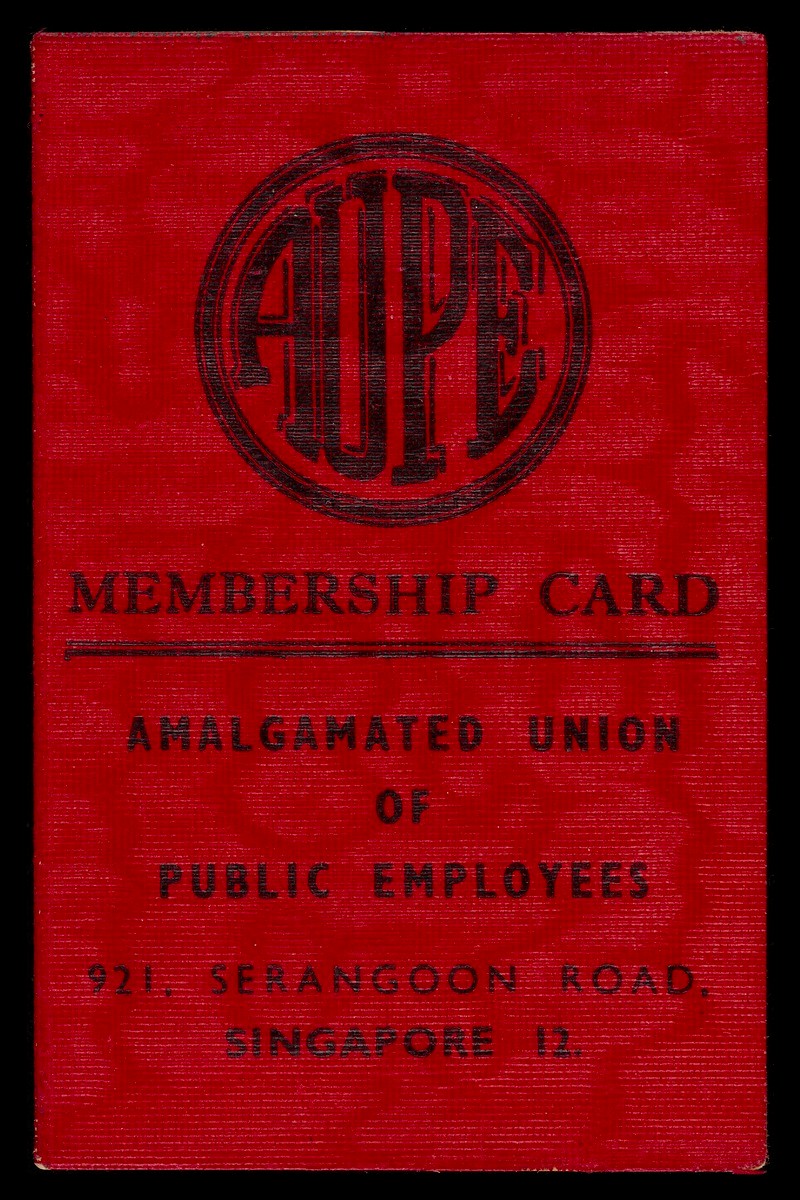 AUPE
MEMBERSHIP CARD
AMALGAMATED UNION
OF
PUBLIC EMPLOYEES
921, SERANGOON ROAD,
SINGAPORE 12.